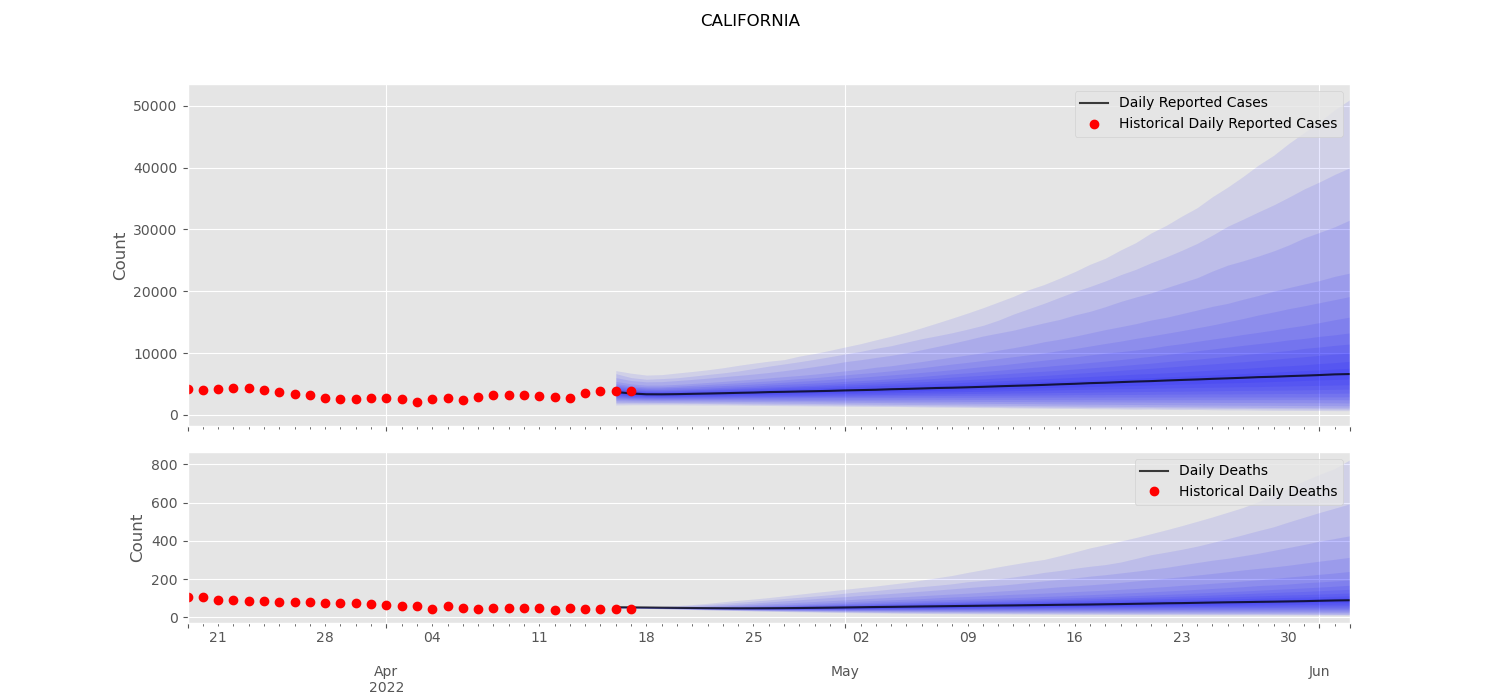 CALIFORNIA
50000
40000
30000
20000
10000
0
Count
Daily Reported Cases
Historical Daily Reported Cases
800
600
400
200
0
Count
Daily Deaths
Historical Daily Deaths
21 28 04 11 18 25 02 09 16 23 30
Apr May Jun
2022